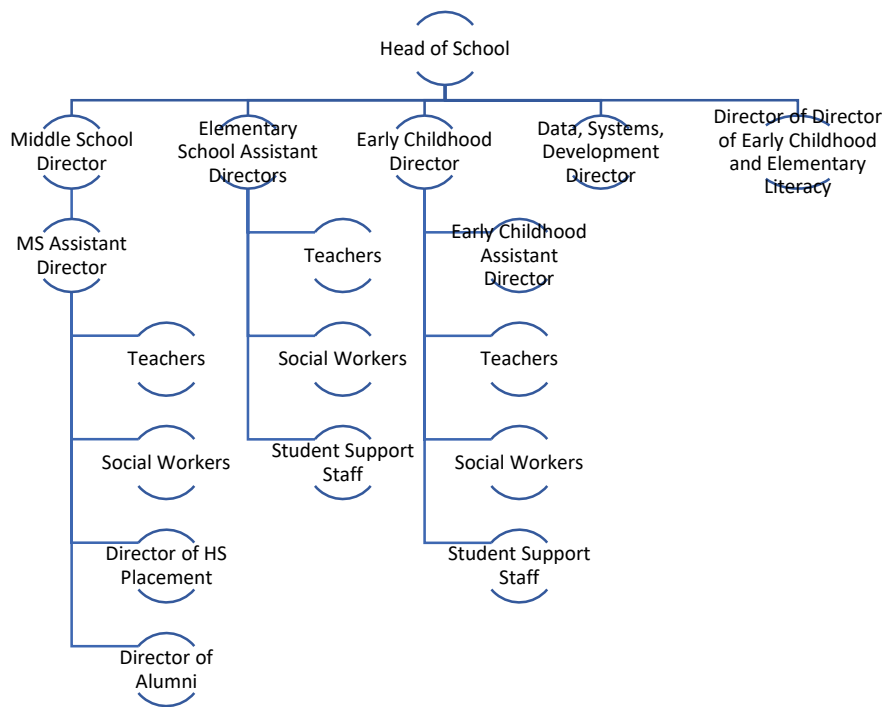 Head of School
Middle School
Director
Elementary
School Assistant
Directors
Early Childhood
Director
Data, Systems,
Development
Director
Director of Director
of Early Childhood
and Elementary
Literacy
MS Assistant
Director
Teachers
Social Workers
Director of HS
Placement
Director of
Alumni
Teachers
Social Workers
Student Support
Staff
Early Childhood
Assistant
Director
Teachers
Social Workers
Student Support
Staff